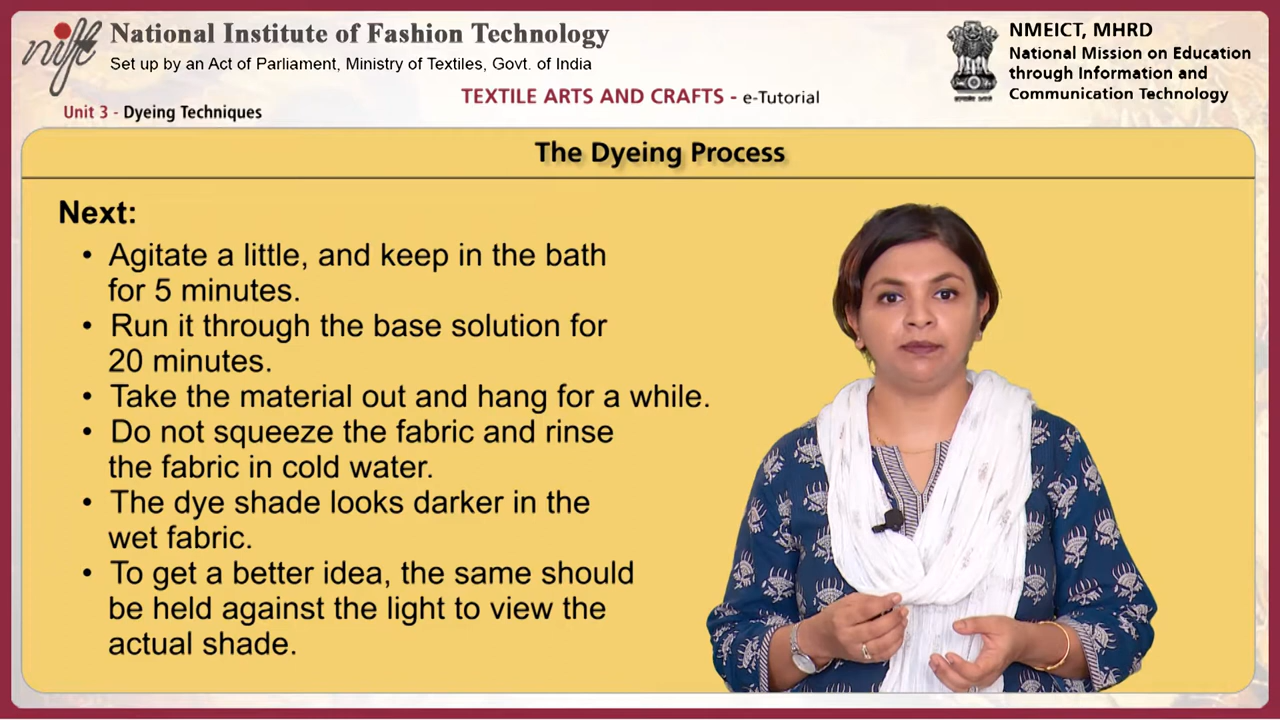 nift
National Institute of Fashion Technology
Set up by an Act of Parliament, Ministry of Textiles, Govt. of India
NMEICT, MHRD
National Mission on Education
through Information and
Communication Technology
TEXTILE ARTS AND CRAFTS - e-Tutorial
Unit 3 - Dyeing Techniques
The Dyeing Process
Next:
• Agitate a little, and keep in the bath
for 5 minutes.
• Run it through the base solution for
20 minutes.
• Take the material out and hang for a while.
• Do not squeeze the fabric and rinse
the fabric in cold water.
• The dye shade looks darker in the
wet fabric.
• To get a better idea, the same should
be held against the light to view the
actual shade.